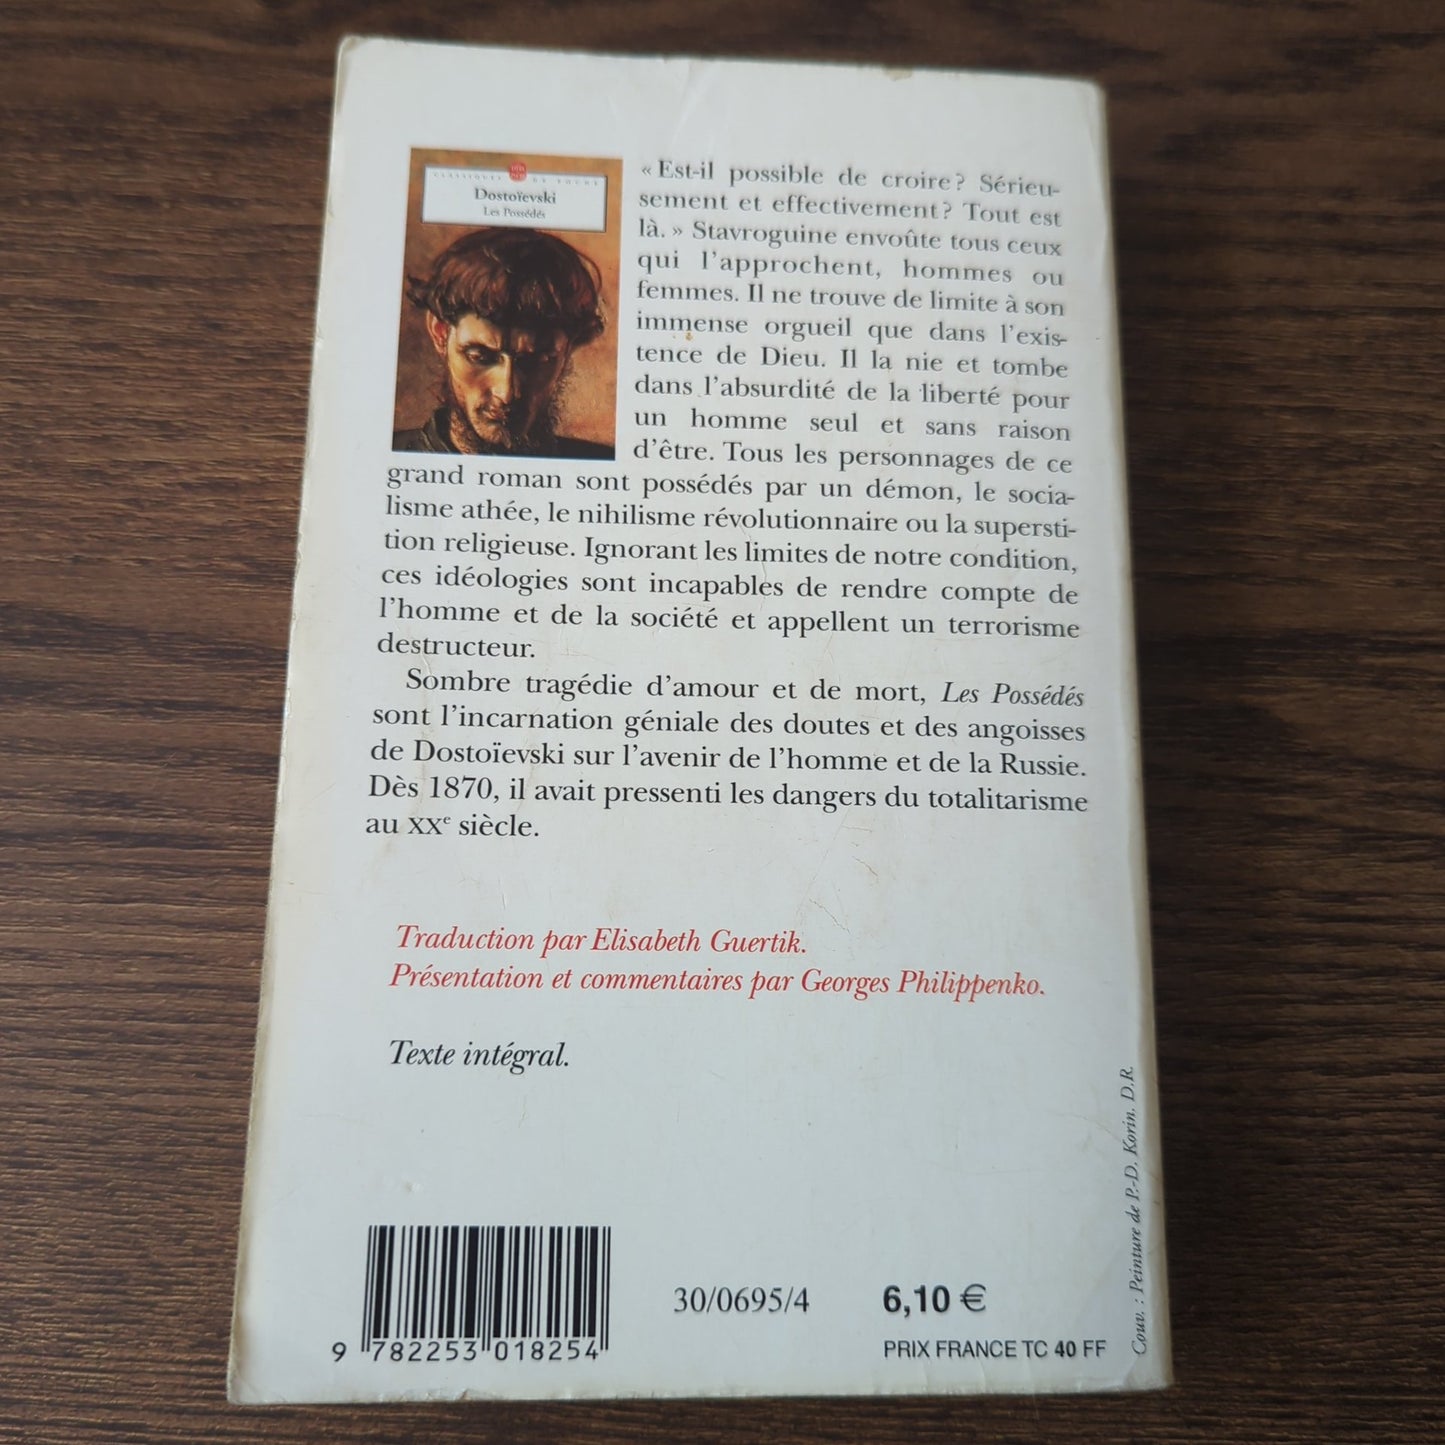 CLASSIQUES DE POCHE
Dostoïevski
Les Possédés
« Est-il possible de croire ? Sérieu-
sement et effectivement ? Tout est
là. » Stavroguine envoûte tous ceux
qui l'approchent, hommes ou
femmes. Il ne trouve de limite à son
immense orgueil que dans l'exis-
tence de Dieu. Il la nie et tombe
dans l'absurdité de la liberté pour
un homme seul et sans raison
d'être. Tous les personnages de ce
grand roman sont possédés par un démon, le socia-
lisme athée, le nihilisme révolutionnaire ou la supersti-
tion religieuse. Ignorant les limites de notre condition,
ces idéologies sont incapables de rendre compte de
l'homme et de la société et appellent un terrorisme
destructeur.
Sombre tragédie d'amour et de mort, Les Possédés
sont l'incarnation géniale des doutes et des angoisses
de Dostoïevski sur l'avenir de l'homme et de la Russie.
Dès 1870, il avait pressenti les dangers du totalitarisme
au XXe siècle.
Traduction par Elisabeth Guertik.
Présentation et commentaires par Georges Philippenko.
Texte intégral.
Couv. : Peinture de P.-D. Korin. D.R.
30/0695/4
6,10 €
PRIX FRANCE TC 40 FF
9 782253 018254